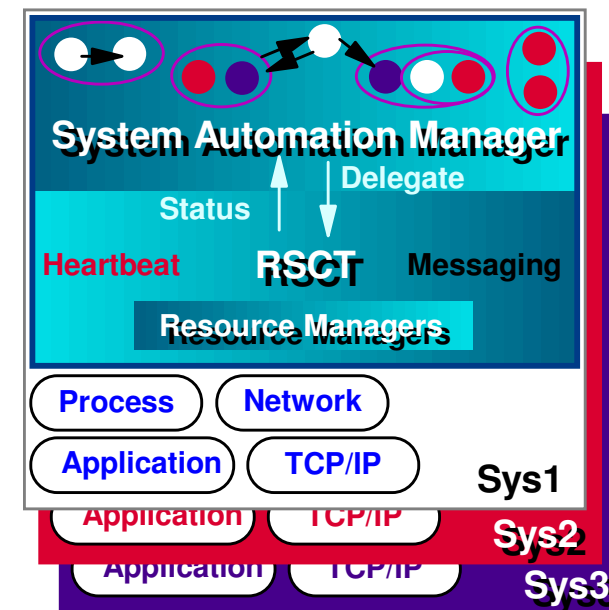 System Automation Manager
Delegate
Status
Heartbeat RSCT Messaging
Resource Managers
Process Network
Application TCP/IP
Sys1
Application TCP/IP
Sys2
Application TCP/IP
Sys3